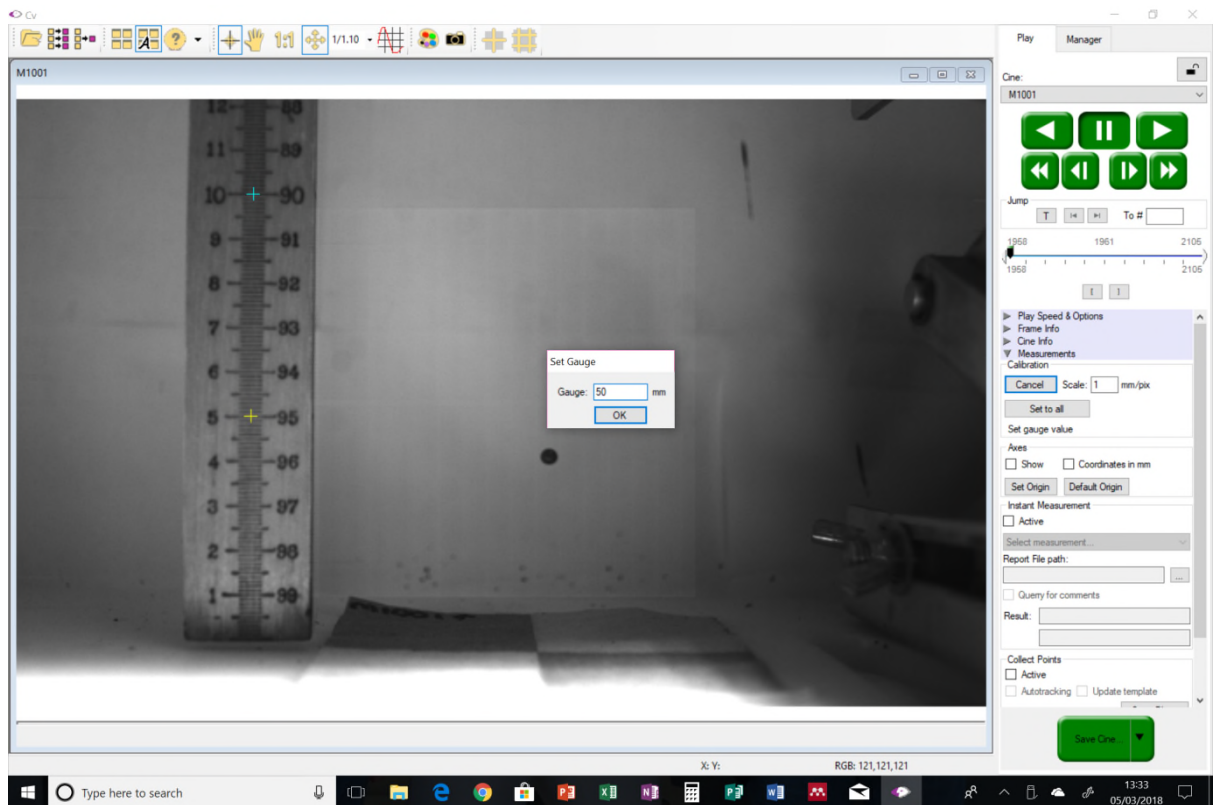 Cv
1/1.10
1:1
M1001
12 88
11 89
10 90
9 91
8 92
7 93
6 94
5 95
4 96
3 97
2 98
1 99
Set Gauge
Gauge: 50 mm
OK
Play Manager
Cine:
M1001
Jump
T To #
1958 1961 2106
1958 2106
[ ]
Play Speed & Options
Frame Info
Cine Info
Measurements
Calibration
Cancel Scale: 1 mm/pix
Set to all
Set gauge value
Axes
Show Coordinates in mm
Set Origin Default Origin
Instant Measurement
Active
Select measurement...
Report File path:
...
Querry for comments
Result:
Collect Points
Active
Autotracking Update template
Save Cine...
X: Y: RGB: 121,121,121
Type here to search
13:33
05/03/2018